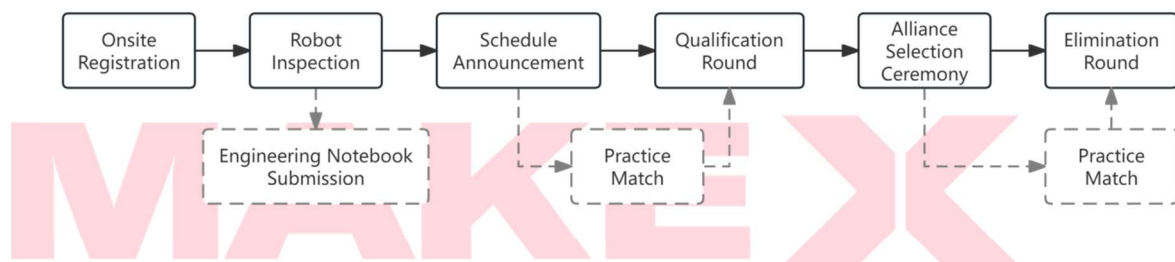 Onsite
Registration
Robot
Inspection
Schedule
Announcement
Qualification
Round
Alliance
Selection
Ceremony
Elimination
Round
Engineering Notebook
Submission
Practice
Match
Practice
Match
MAKEX